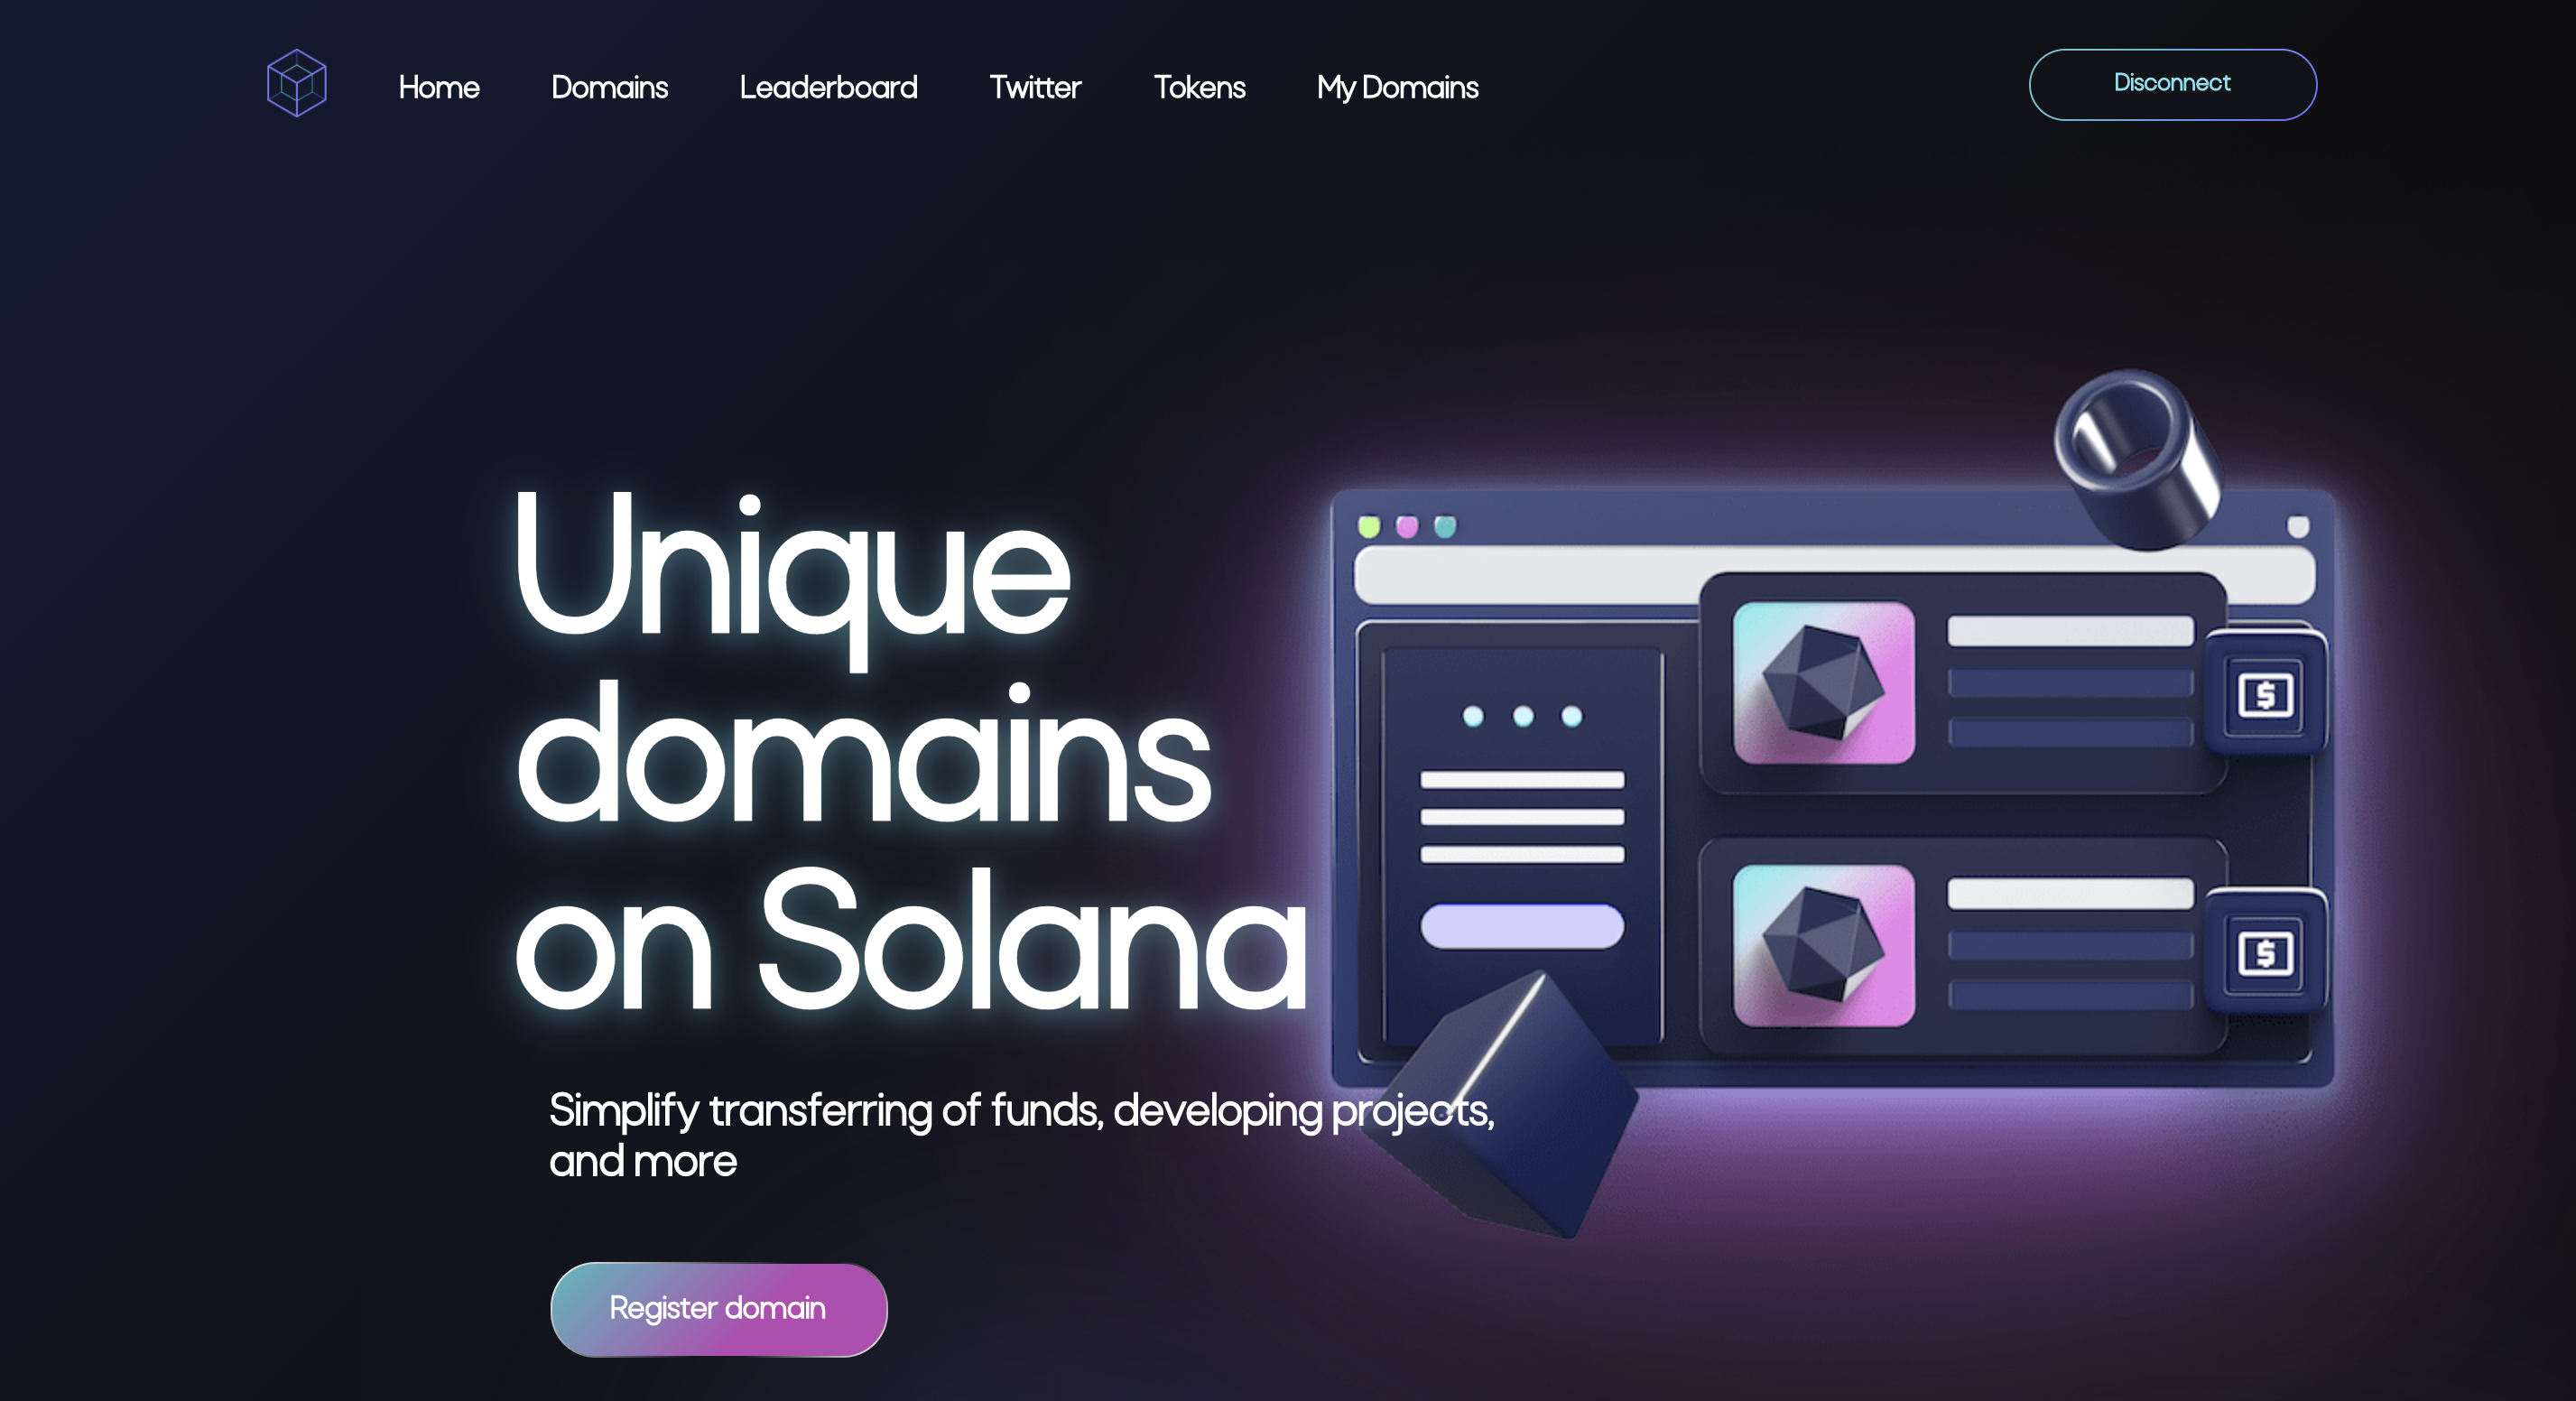 Home Domains Leaderboard Twitter Tokens My Domains Disconnect
Unique
domains
on Solana
Simplify transferring of funds, developing projects,
and more
Register domain
$
$